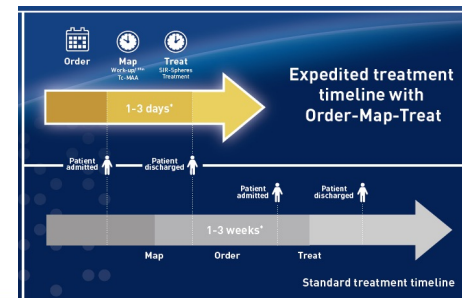 Order
Map
Work-up/⁹⁹ᵐ
Tc-MAA
Treat
SIR-Spheres
Treatment
1-3 days*
Expedited treatment
timeline with
Order-Map-Treat
Patient
admitted
Patient
discharged
Patient
admitted
Patient
discharged
1-3 weeks*
Map
Order
Treat
Standard treatment timeline